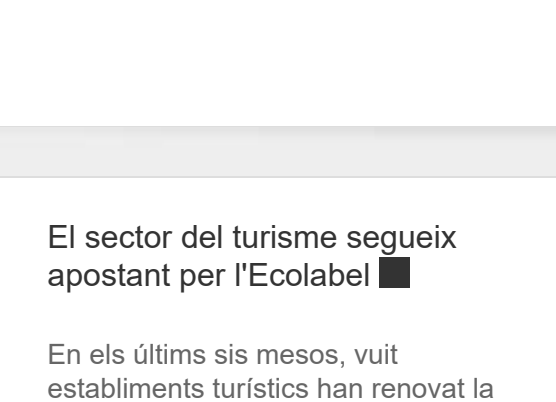 El sector del turisme segueix
apostant per l'Ecolabel
En els últims sis mesos, vuit
establiments turístics han renovat la